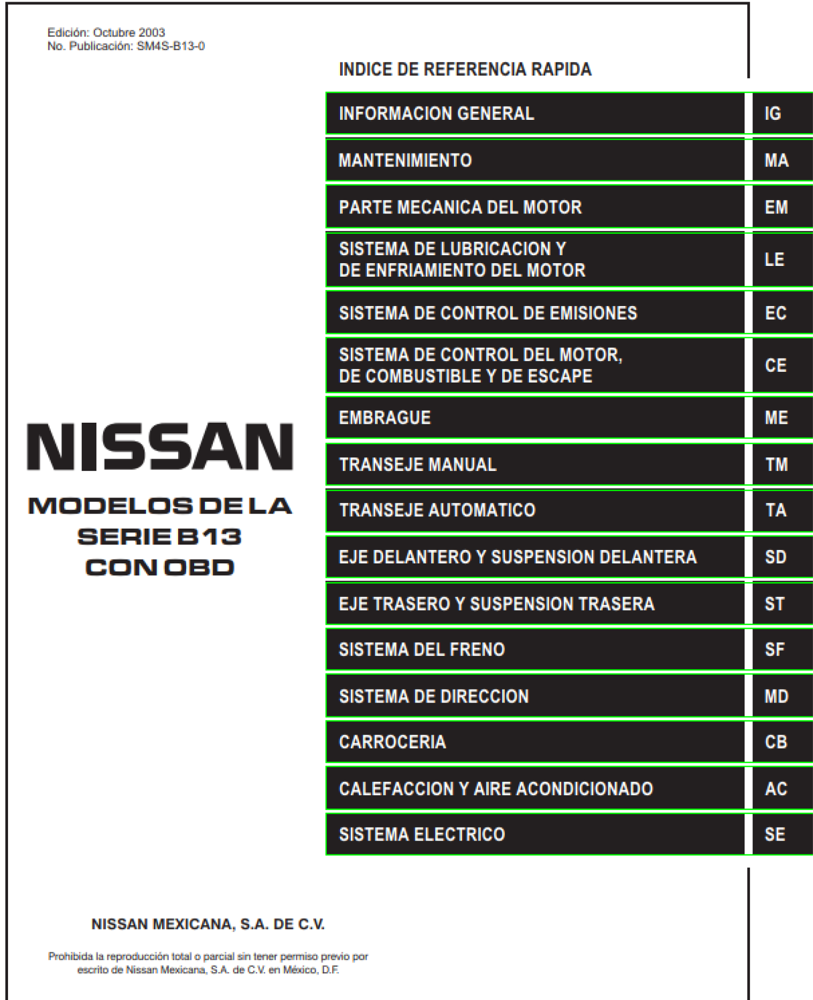 Edición: Octubre 2003
No. Publicación: SM4S-B13-0
INDICE DE REFERENCIA RAPIDA
INFORMACION GENERAL IG
MANTENIMIENTO MA
PARTE MECANICA DEL MOTOR EM
SISTEMA DE LUBRICACION Y
DE ENFRIAMIENTO DEL MOTOR LE
SISTEMA DE CONTROL DE EMISIONES EC
SISTEMA DE CONTROL DEL MOTOR,
DE COMBUSTIBLE Y DE ESCAPE CE
EMBRAGUE ME
TRANSEJE MANUAL TM
TRANSEJE AUTOMATICO TA
EJE DELANTERO Y SUSPENSION DELANTERA SD
EJE TRASERO Y SUSPENSION TRASERA ST
SISTEMA DEL FRENO SF
SISTEMA DE DIRECCION MD
CARROCERIA CB
CALEFACCION Y AIRE ACONDICIONADO AC
SISTEMA ELECTRICO SE
NISSAN
MODELOS DE LA
SERIE B13
CON OBD
NISSAN MEXICANA, S.A. DE C.V.
Prohibida la reproducción total o parcial sin tener permiso previo por
escrito de Nissan Mexicana, S.A. de C.V. en México, D.F.